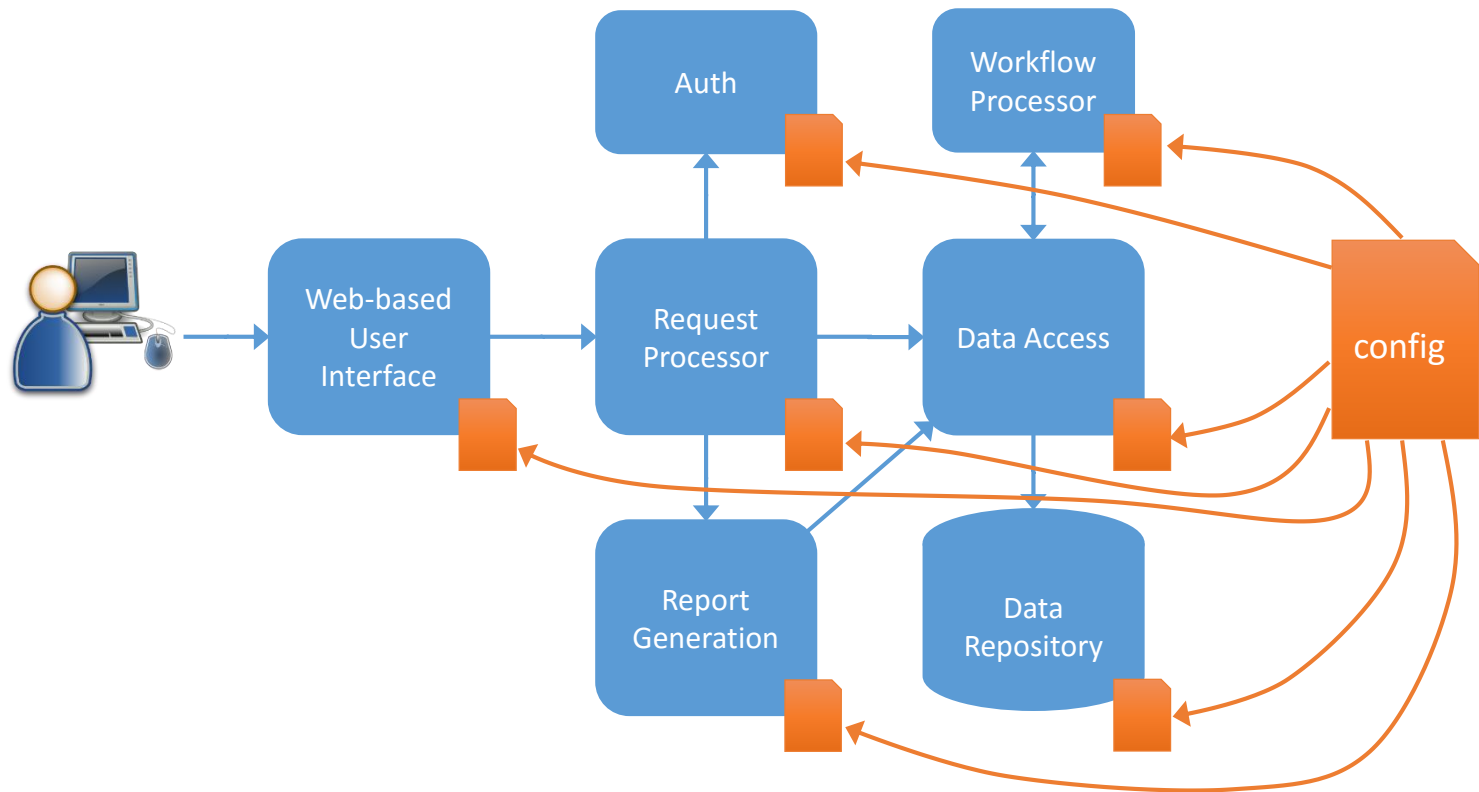 Auth
Workflow
Processor
Web-based
User
Interface
Request
Processor
Data Access
config
Report
Generation
Data
Repository